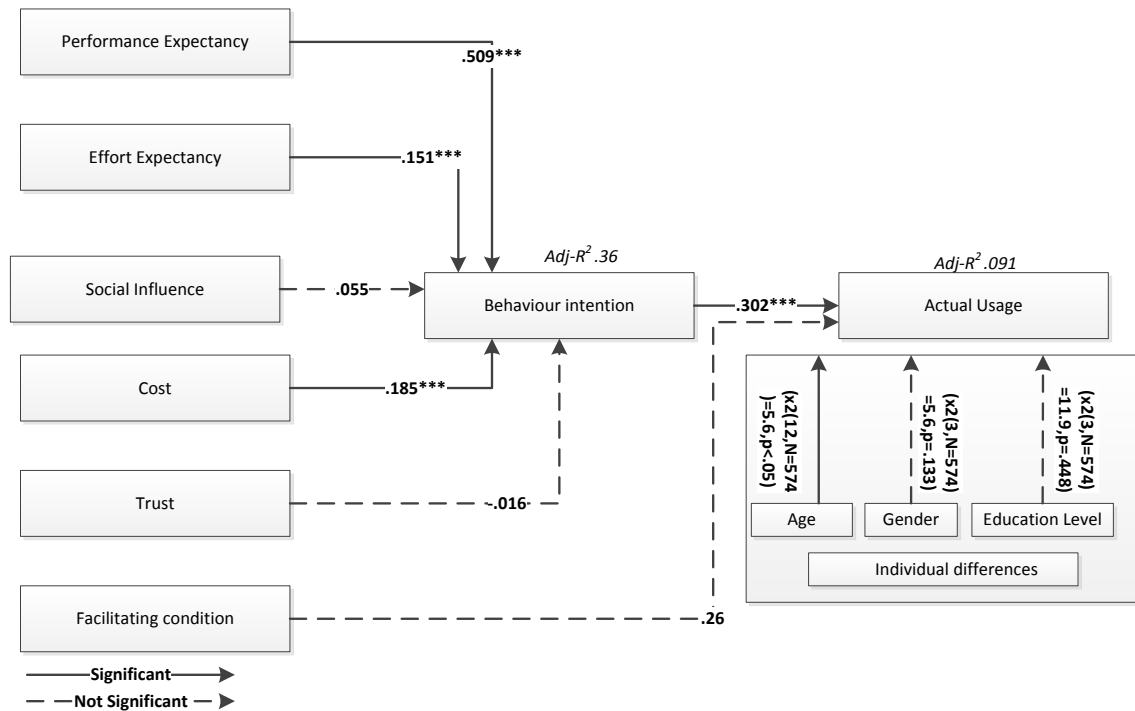 Performance Expectancy
.509***
Effort Expectancy
.151***
Adj-R² .36
Adj-R² .091
Social Influence
.055
Behaviour intention
.302***
Actual Usage
Cost
.185***
(x2(12,N=574
)=5.6,p<.05)
(x2(3,N=574)
=5.6,p=.133)
(x2(3,N=574)
=11.9,p=.448)
Trust
-.016
Age
Gender
Education Level
Individual differences
Facilitating condition
.26
Significant
Not Significant